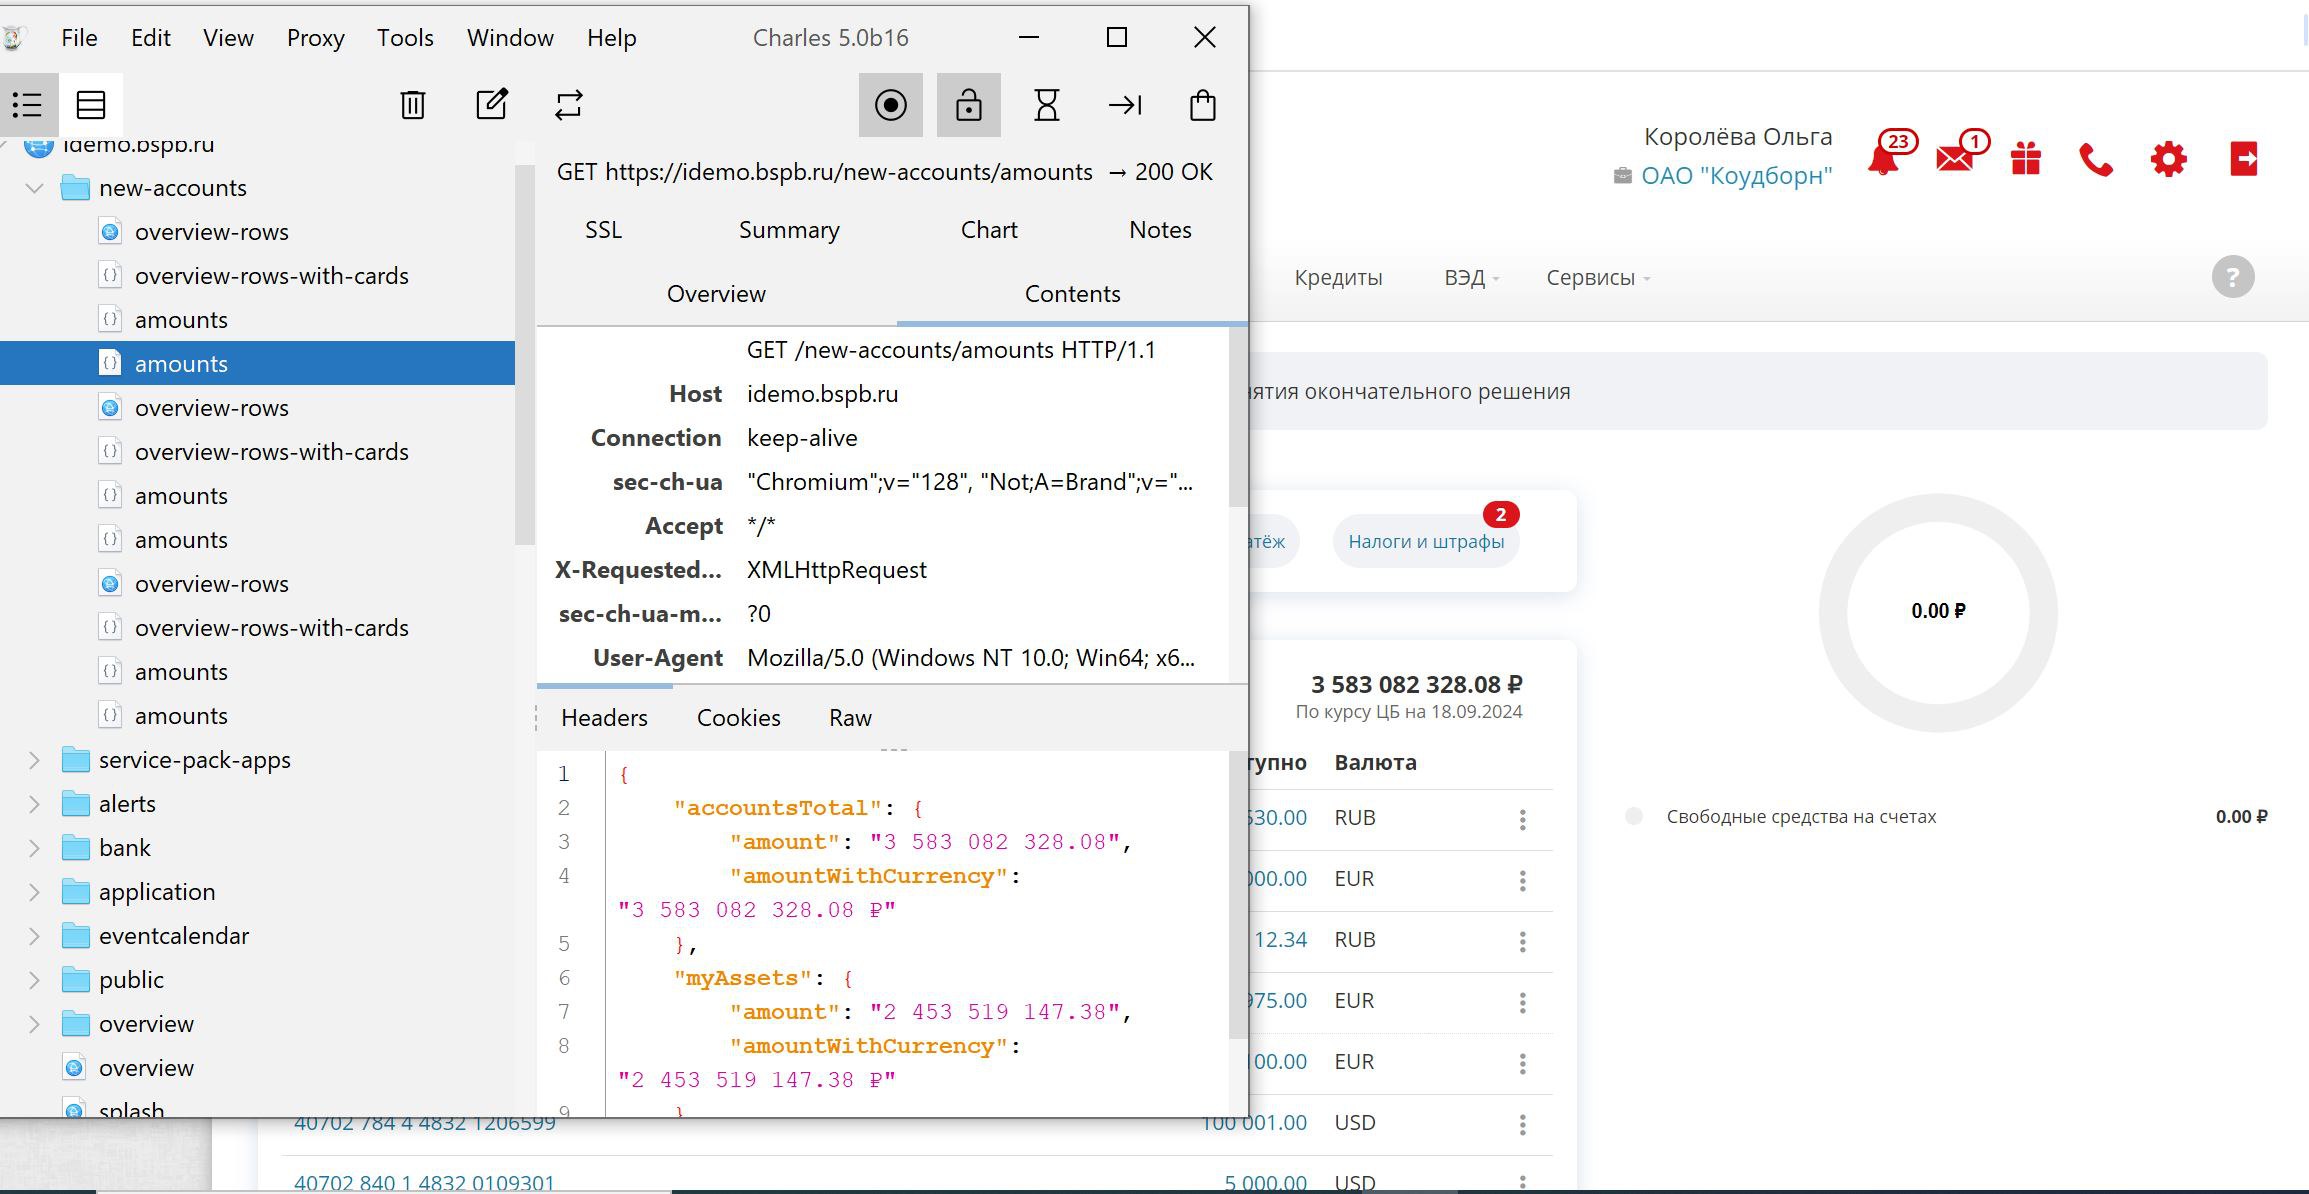 File Edit View Proxy Tools Window Help Charles 5.0b16
idemo.bspb.ru
new-accounts
overview-rows
overview-rows-with-cards
amounts
amounts
overview-rows
overview-rows-with-cards
amounts
amounts
overview-rows
overview-rows-with-cards
amounts
amounts
service-pack-apps
alerts
bank
application
eventcalendar
public
overview
overview
splash
GET https://idemo.bspb.ru/new-accounts/amounts → 200 OK
SSL Summary Chart Notes
Overview Contents
GET /new-accounts/amounts HTTP/1.1
Host idemo.bspb.ru
Connection keep-alive
sec-ch-ua "Chromium";v="128", "Not;A=Brand";v="...
Accept */*
X-Requested... XMLHttpRequest
sec-ch-ua-m... ?0
User-Agent Mozilla/5.0 (Windows NT 10.0; Win64; x6...
Headers Cookies Raw
1 {
2 "accountsTotal": {
3 "amount": "3 583 082 328.08",
4 "amountWithCurrency":
"3 583 082 328.08 ₽"
5 },
6 "myAssets": {
7 "amount": "2 453 519 147.38",
8 "amountWithCurrency":
"2 453 519 147.38 ₽"
9 }
Королёва Ольга
ОАО "Коудборн"
23
1
Кредиты ВЭД Сервисы ?
нятия окончательного решения
атёж Налоги и штрафы 2
0.00 ₽
3 583 082 328.08 ₽
По курсу ЦБ на 18.09.2024
тупно Валюта
530.00 RUB
000.00 EUR
12.34 RUB
975.00 EUR
100.00 EUR
40702 784 4 4832 1206599 100 001.00 USD
40702 840 1 4832 0109301 5 000.00 USD
Свободные средства на счетах 0.00 ₽